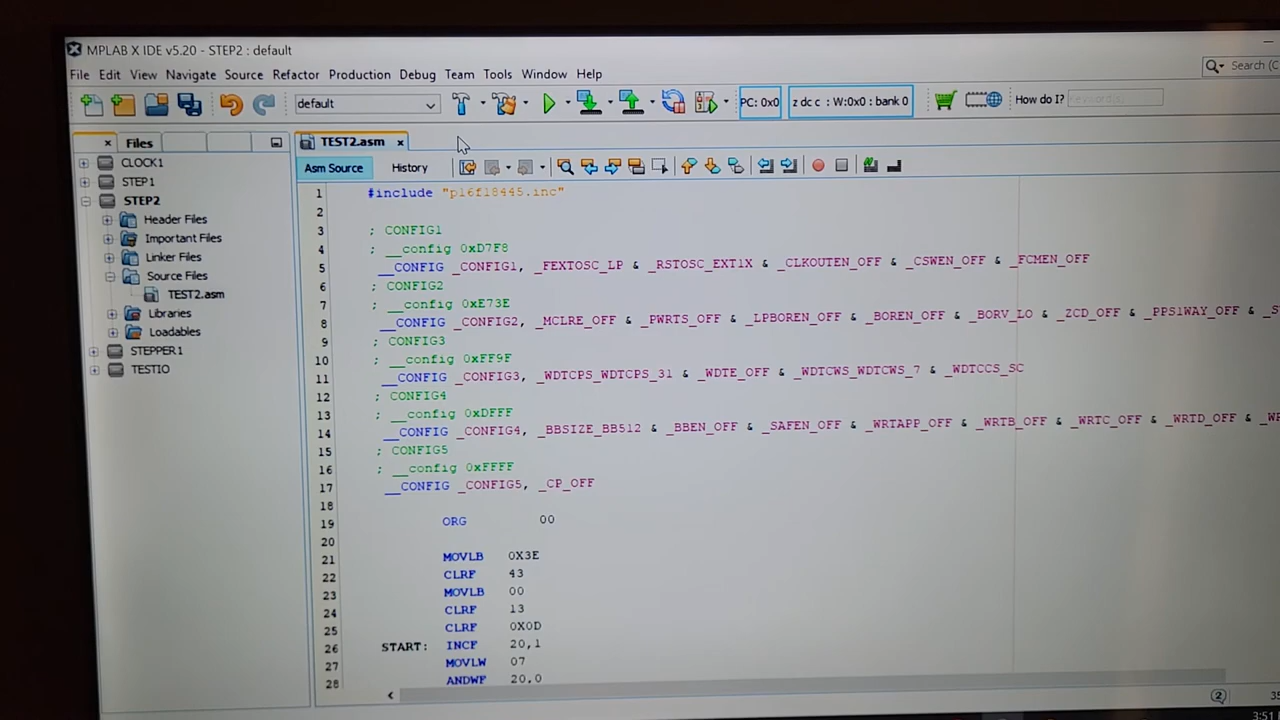 MPLAB X IDE v5.20 - STEP2 : default
File Edit View Navigate Source Refactor Production Debug Team Tools Window Help
Search (C
default
PC: 0x0
z dc c : W:0x0 : bank 0
How do I?
Files
TEST2.asm
CLOCK1
STEP1
STEP2
Header Files
Important Files
Linker Files
Source Files
TEST2.asm
Libraries
Loadables
STEPPER1
TESTIO
Asm Source History
1 #include "p16f18445.inc"
2
3 ; CONFIG1
4 ; __config 0xD7F8
5 __CONFIG _CONFIG1, _FEXTOSC_LP & _RSTOSC_EXT1X & _CLKOUTEN_OFF & _CSWEN_OFF & _FCMEN_OFF
6 ; CONFIG2
7 ; __config 0xE73E
8 __CONFIG _CONFIG2, _MCLRE_OFF & _PWRTS_OFF & _LPBOREN_OFF & _BOREN_OFF & _BORV_LO & _ZCD_OFF & _PPS1WAY_OFF & _S
9 ; CONFIG3
10 ; __config 0xFF9F
11 __CONFIG _CONFIG3, _WDTCPS_WDTCPS_31 & _WDTE_OFF & _WDTCWS_WDTCWS_7 & _WDTCCS_SC
12 ; CONFIG4
13 ; __config 0xDFFF
14 __CONFIG _CONFIG4, _BBSIZE_BB512 & _BBEN_OFF & _SAFEN_OFF & _WRTAPP_OFF & _WRTB_OFF & _WRTC_OFF & _WRTD_OFF &
15 ; CONFIG5
16 ; __config 0xFFFF
17 __CONFIG _CONFIG5, _CP_OFF
18
19 ORG 00
20
21 MOVLB 0X3E
22 CLRF 43
23 MOVLB 00
24 CLRF 13
25 CLRF 0X0D
26 START: INCF 20,1
27 MOVLW 07
28 ANDWF 20,0
2
3:51